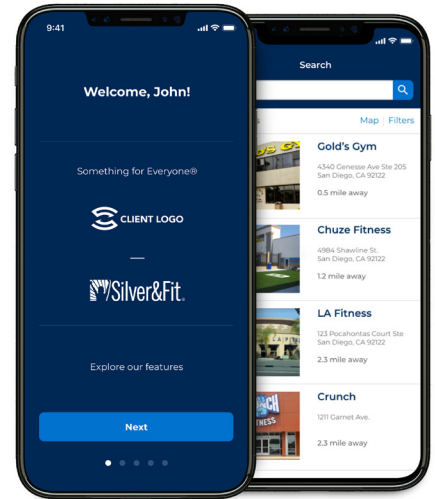 9:41
Welcome, John!
Something for Everyone®
CLIENT LOGO
Silver&Fit.
Explore our features
Next
Search
Map | Filters
Gold's Gym
4340 Genesse Ave Ste 205
San Diego, CA 92122
0.5 mile away
Chuze Fitness
4984 Shawline St.
San Diego, CA 92122
1.2 mile away
LA Fitness
123 Pocahontas Court Ste
San Diego, CA 92122
2.3 mile away
Crunch
1211 Garnet Ave.
2.3 mile away